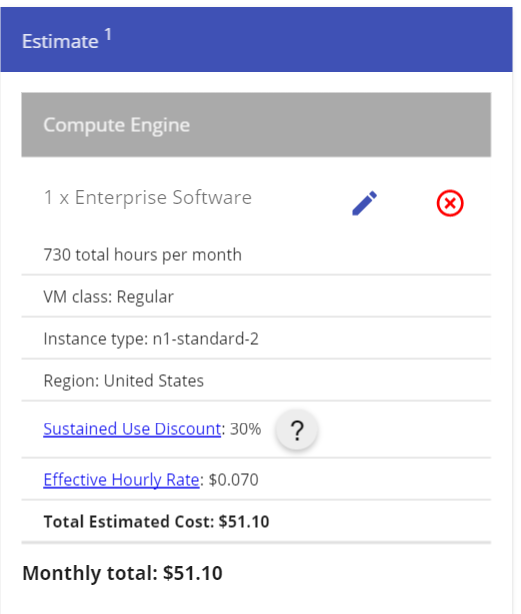 Estimate 1
Compute Engine
1 x Enterprise Software
730 total hours per month
VM class: Regular
Instance type: n1-standard-2
Region: United States
Sustained Use Discount: 30% ?
Effective Hourly Rate: $0.070
Total Estimated Cost: $51.10
Monthly total: $51.10